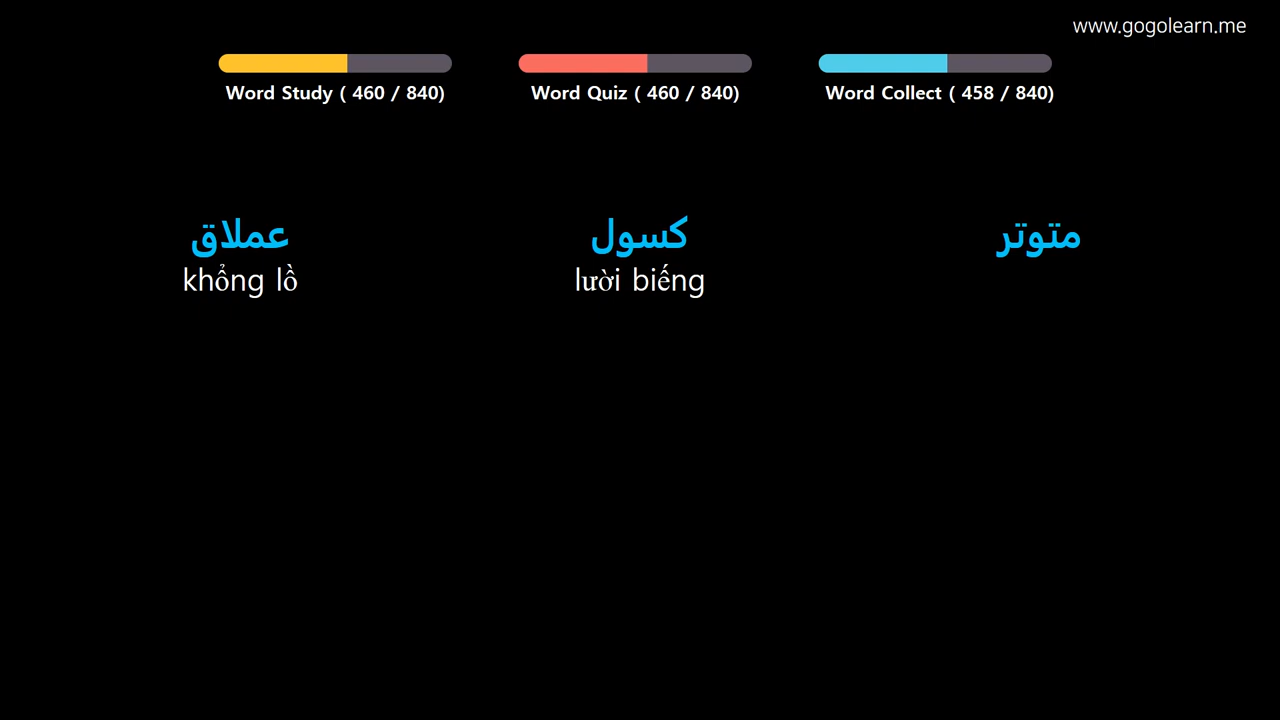 www.gogolearn.me
Word Study ( 460 / 840)
Word Quiz ( 460 / 840)
Word Collect ( 458 / 840)
عملاق
khổng lồ
كسول
lười biếng
متوتر